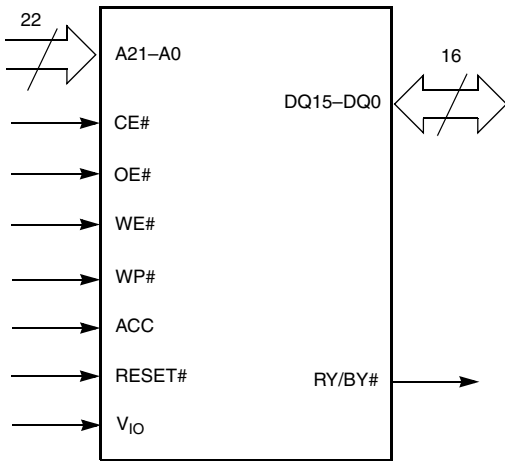 22
A21–A0
16
DQ15–DQ0
CE#
OE#
WE#
WP#
ACC
RESET#
RY/BY#
VIO